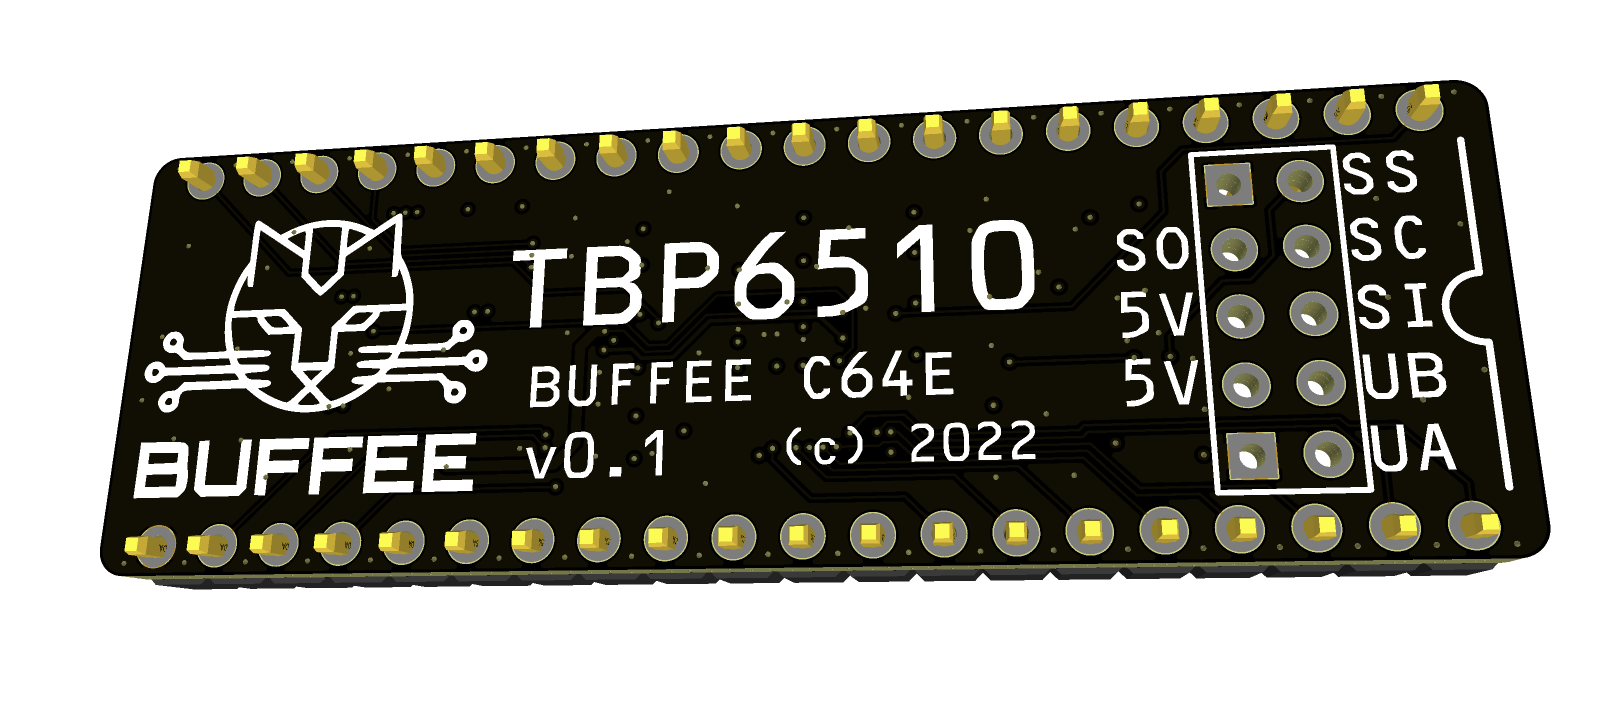 TBP6510
BUFFEE C64E
v0.1 (c) 2022
BUFFEE
SS
SO SC
5V SI
5V UB
UA